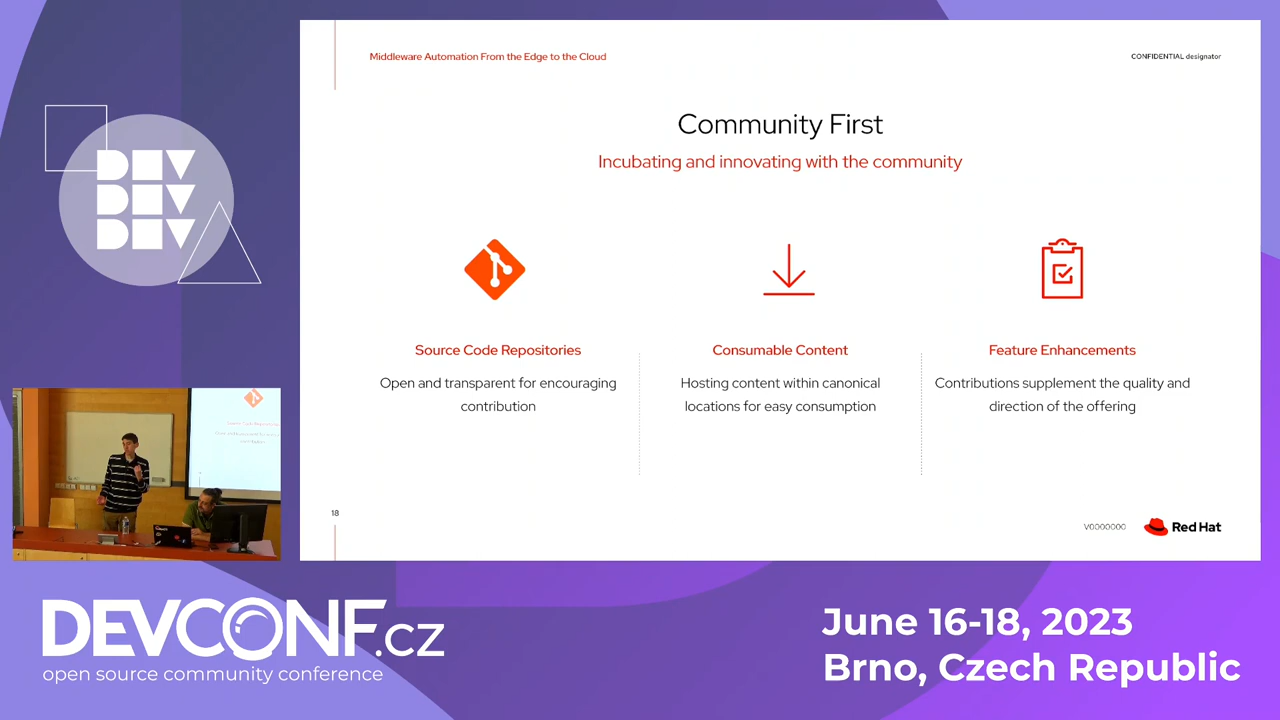 Middleware Automation From the Edge to the Cloud
CONFIDENTIAL designator
Community First
Incubating and innovating with the community
Source Code Repositories
Open and transparent for encouraging
contribution
Consumable Content
Hosting content within canonical
locations for easy consumption
Feature Enhancements
Contributions supplement the quality and
direction of the offering
18
V0000000
Red Hat
DEV
DEV
DEV
DEVCONF.cz
open source community conference
June 16-18, 2023
Brno, Czech Republic